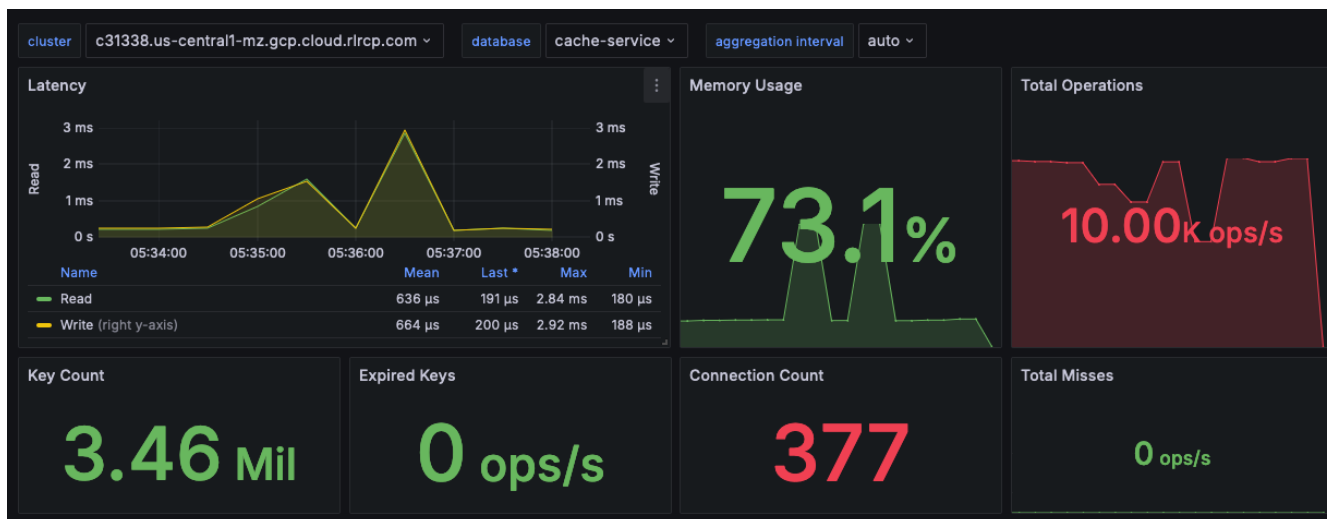 cluster c31338.us-central1-mz.gcp.cloud.rlrcp.com database cache-service aggregation interval auto
Latency
3 ms 3 ms
2 ms 2 ms
1 ms 1 ms
0 s 0 s
Read
Write
05:34:00 05:35:00 05:36:00 05:37:00 05:38:00
Name Mean Last * Max Min
Read 636 µs 191 µs 2.84 ms 180 µs
Write (right y-axis) 664 µs 200 µs 2.92 ms 188 µs
Memory Usage
73.1%
Total Operations
10.00K ops/s
Key Count
3.46 Mil
Expired Keys
0 ops/s
Connection Count
377
Total Misses
0 ops/s